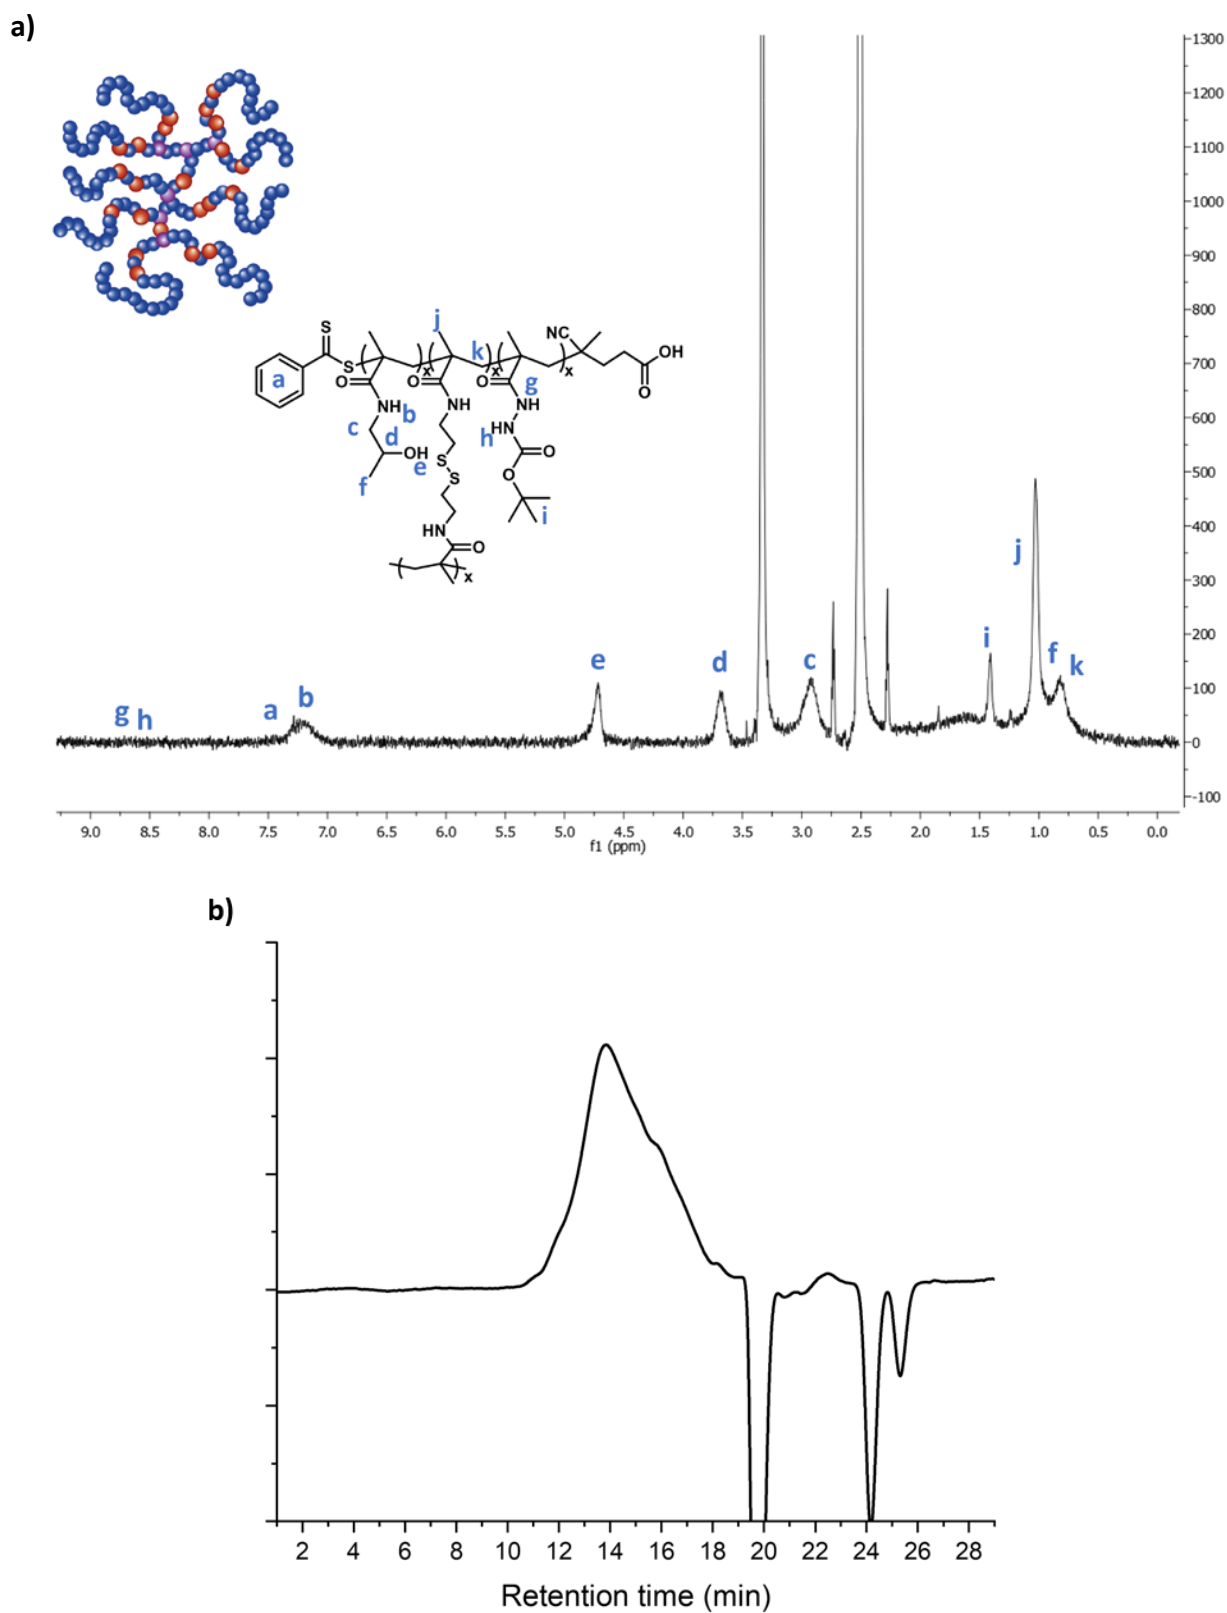 a)
1300
1200
1100
1000
900
800
700
600
500
400
300
200
100
0
-100
S
S
a
j
k
NC
OH
O
x
x
x
O
O
O
g
NH
b
NH
NH
c
d
h
HN
OH
e
S
O
f
S
O
i
HN
O
x
g
h
a
b
e
d
c
i
j
f
k
9.0 8.5 8.0 7.5 7.0 6.5 6.0 5.5 5.0 4.5 4.0 3.5 3.0 2.5 2.0 1.5 1.0 0.5 0.0
f1 (ppm)
b)
2 4 6 8 10 12 14 16 18 20 22 24 26 28
Retention time (min)